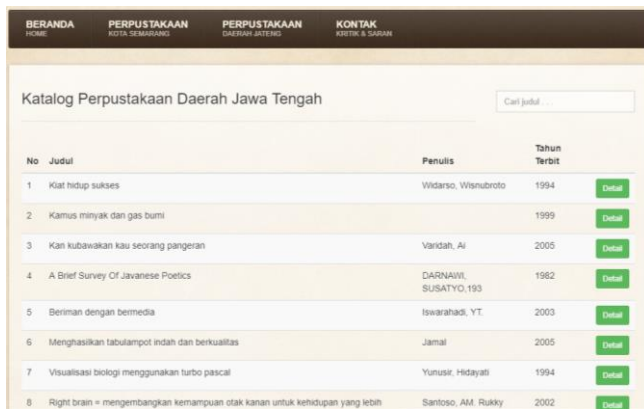 BERANDA PERPUSTAKAAN PERPUSTAKAAN KONTAK
HOME KOTA SEMARANG DAERAH JATENG KRITIK & SARAN
Katalog Perpustakaan Daerah Jawa Tengah
Cari judul . . .
No Judul Penulis Tahun Terbit
1 Kiat hidup sukses Widarso, Wisnubroto 1994 Detail
2 Kamus minyak dan gas bumi 1999 Detail
3 Kan kubawakan kau seorang pangeran Varidah, Ai 2005 Detail
4 A Brief Survey Of Javanese Poetics DARNAWI, 1982 Detail
SUSATYO,193
5 Beriman dengan bermedia Iswarahadi, YT. 2003 Detail
6 Menghasilkan tabulampot indah dan berkualitas Jamal 2005 Detail
7 Visualisasi biologi menggunakan turbo pascal Yunusir, Hidayati 1994 Detail
8 Right brain = mengembangkan kemampuan otak kanan untuk kehidupan yang lebih Santoso, AM. Rukky 2002 Detail